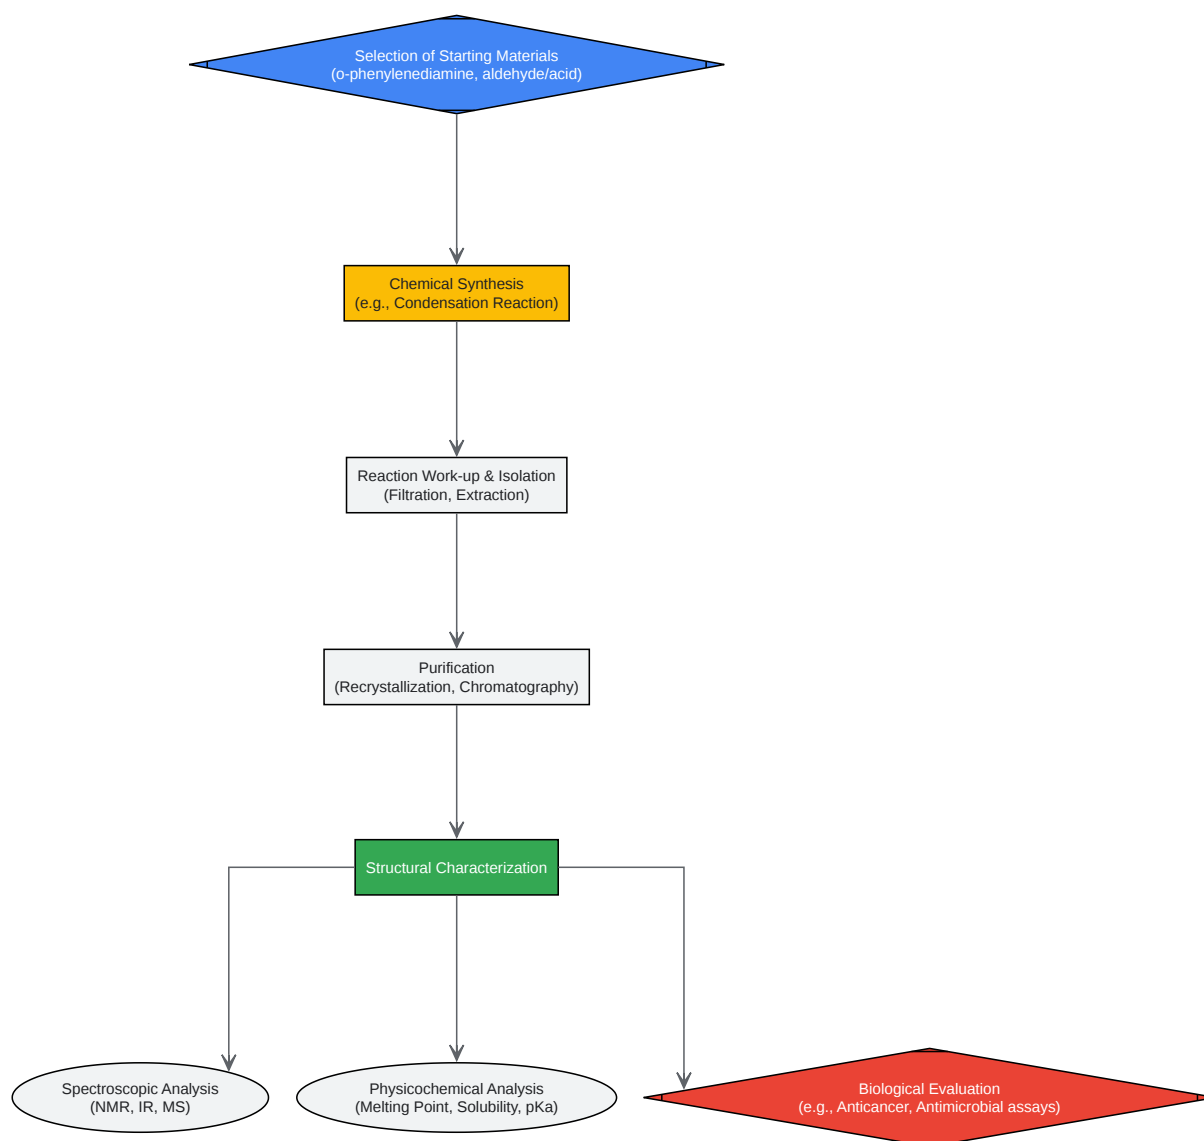 Selection of Starting Materials
(o-phenylenediamine, aldehyde/acid)
Chemical Synthesis
(e.g., Condensation Reaction)
Reaction Work-up & Isolation
(Filtration, Extraction)
Purification
(Recrystallization, Chromatography)
Structural Characterization
Spectroscopic Analysis
(NMR, IR, MS)
Physicochemical Analysis
(Melting Point, Solubility, pKa)
Biological Evaluation
(e.g., Anticancer, Antimicrobial assays)